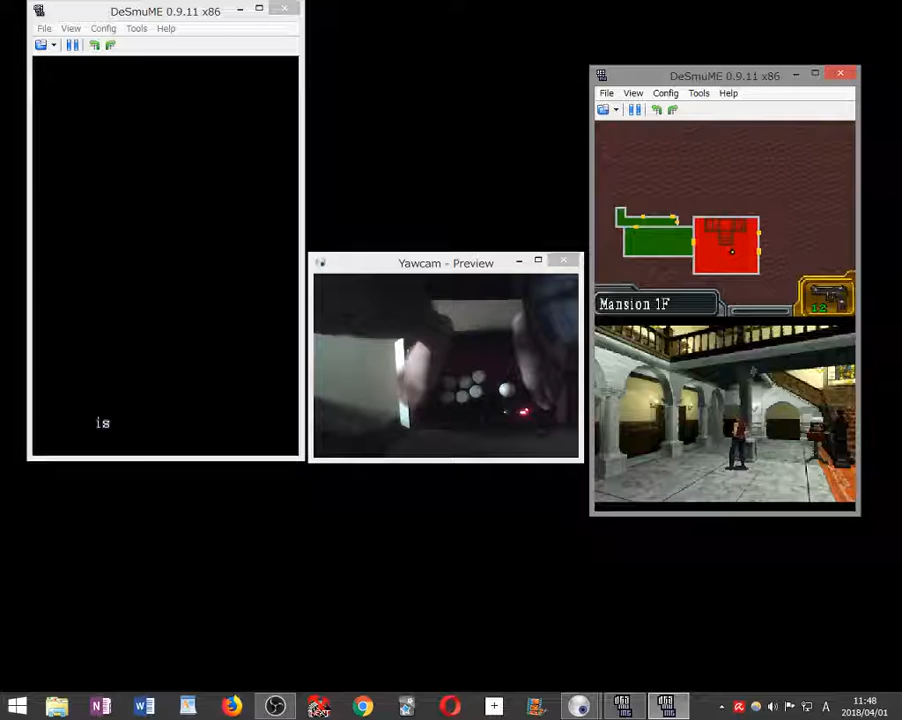 DeSmuME 0.9.11 x86
File View Config Tools Help
is
Yawcam - Preview
DeSmuME 0.9.11 x86
File View Config Tools Help
Mansion 1F
12
A
11:48
2018/04/01